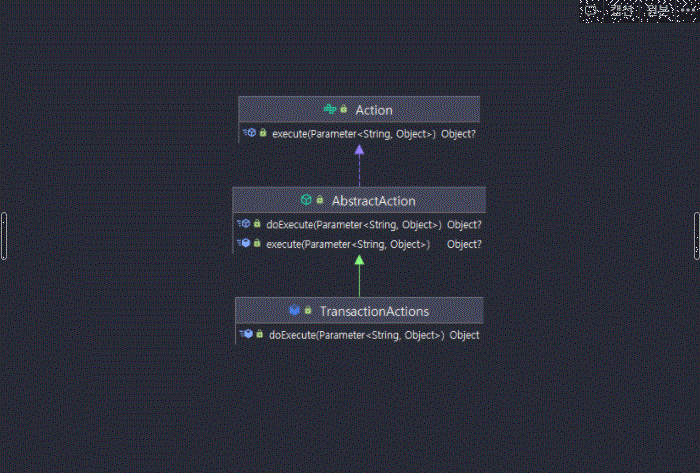 Action
execute(Parameter<String, Object>) Object?
AbstractAction
doExecute(Parameter<String, Object>) Object?
execute(Parameter<String, Object>) Object?
TransactionActions
doExecute(Parameter<String, Object>) Object